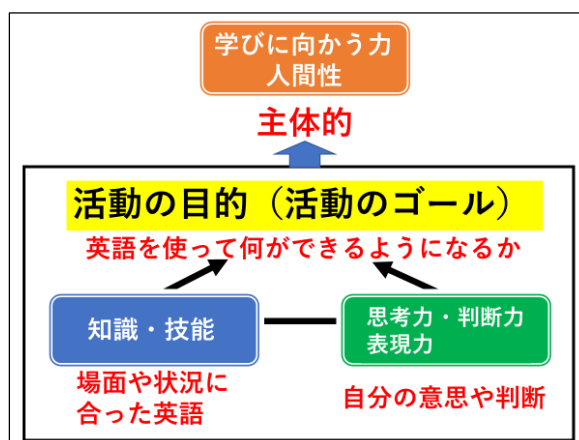 学びに向かう力
人間性
主体的
活動の目的（活動のゴール）
英語を使って何ができるようになるか
知識・技能
思考力・判断力
表現力
場面や状況に
合った英語
自分の意思や判断